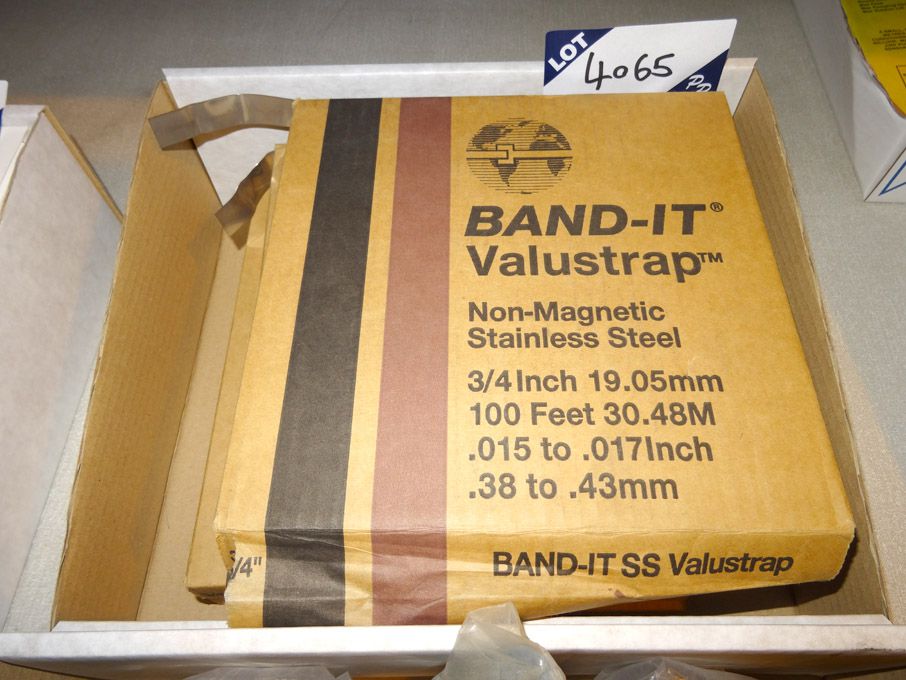 LOT
4065
BAND-IT®
Valustrap™
Non-Magnetic
Stainless Steel
3/4 Inch 19.05mm
100 Feet 30.48M
.015 to .017 Inch
.38 to .43mm
3/4"
BAND-IT SS Valustrap